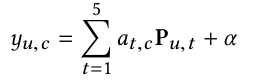 $y_{u,c} = \sum_{t=1}^{5} a_{t,c} \mathbf{P}_{u,t} + \alpha$